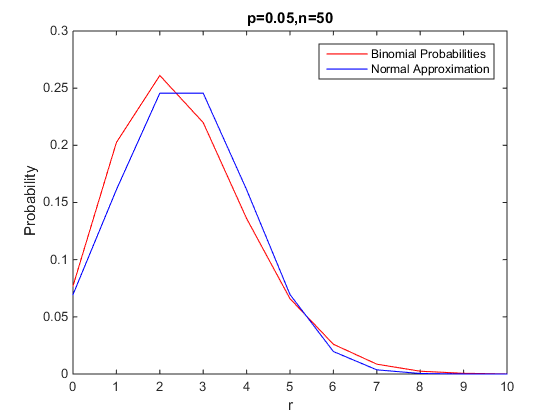 p=0.05,n=50
Binomial Probabilities
Normal Approximation
0.3
0.25
0.2
0.15
0.1
0.05
0
Probability
0 1 2 3 4 5 6 7 8 9 10
r